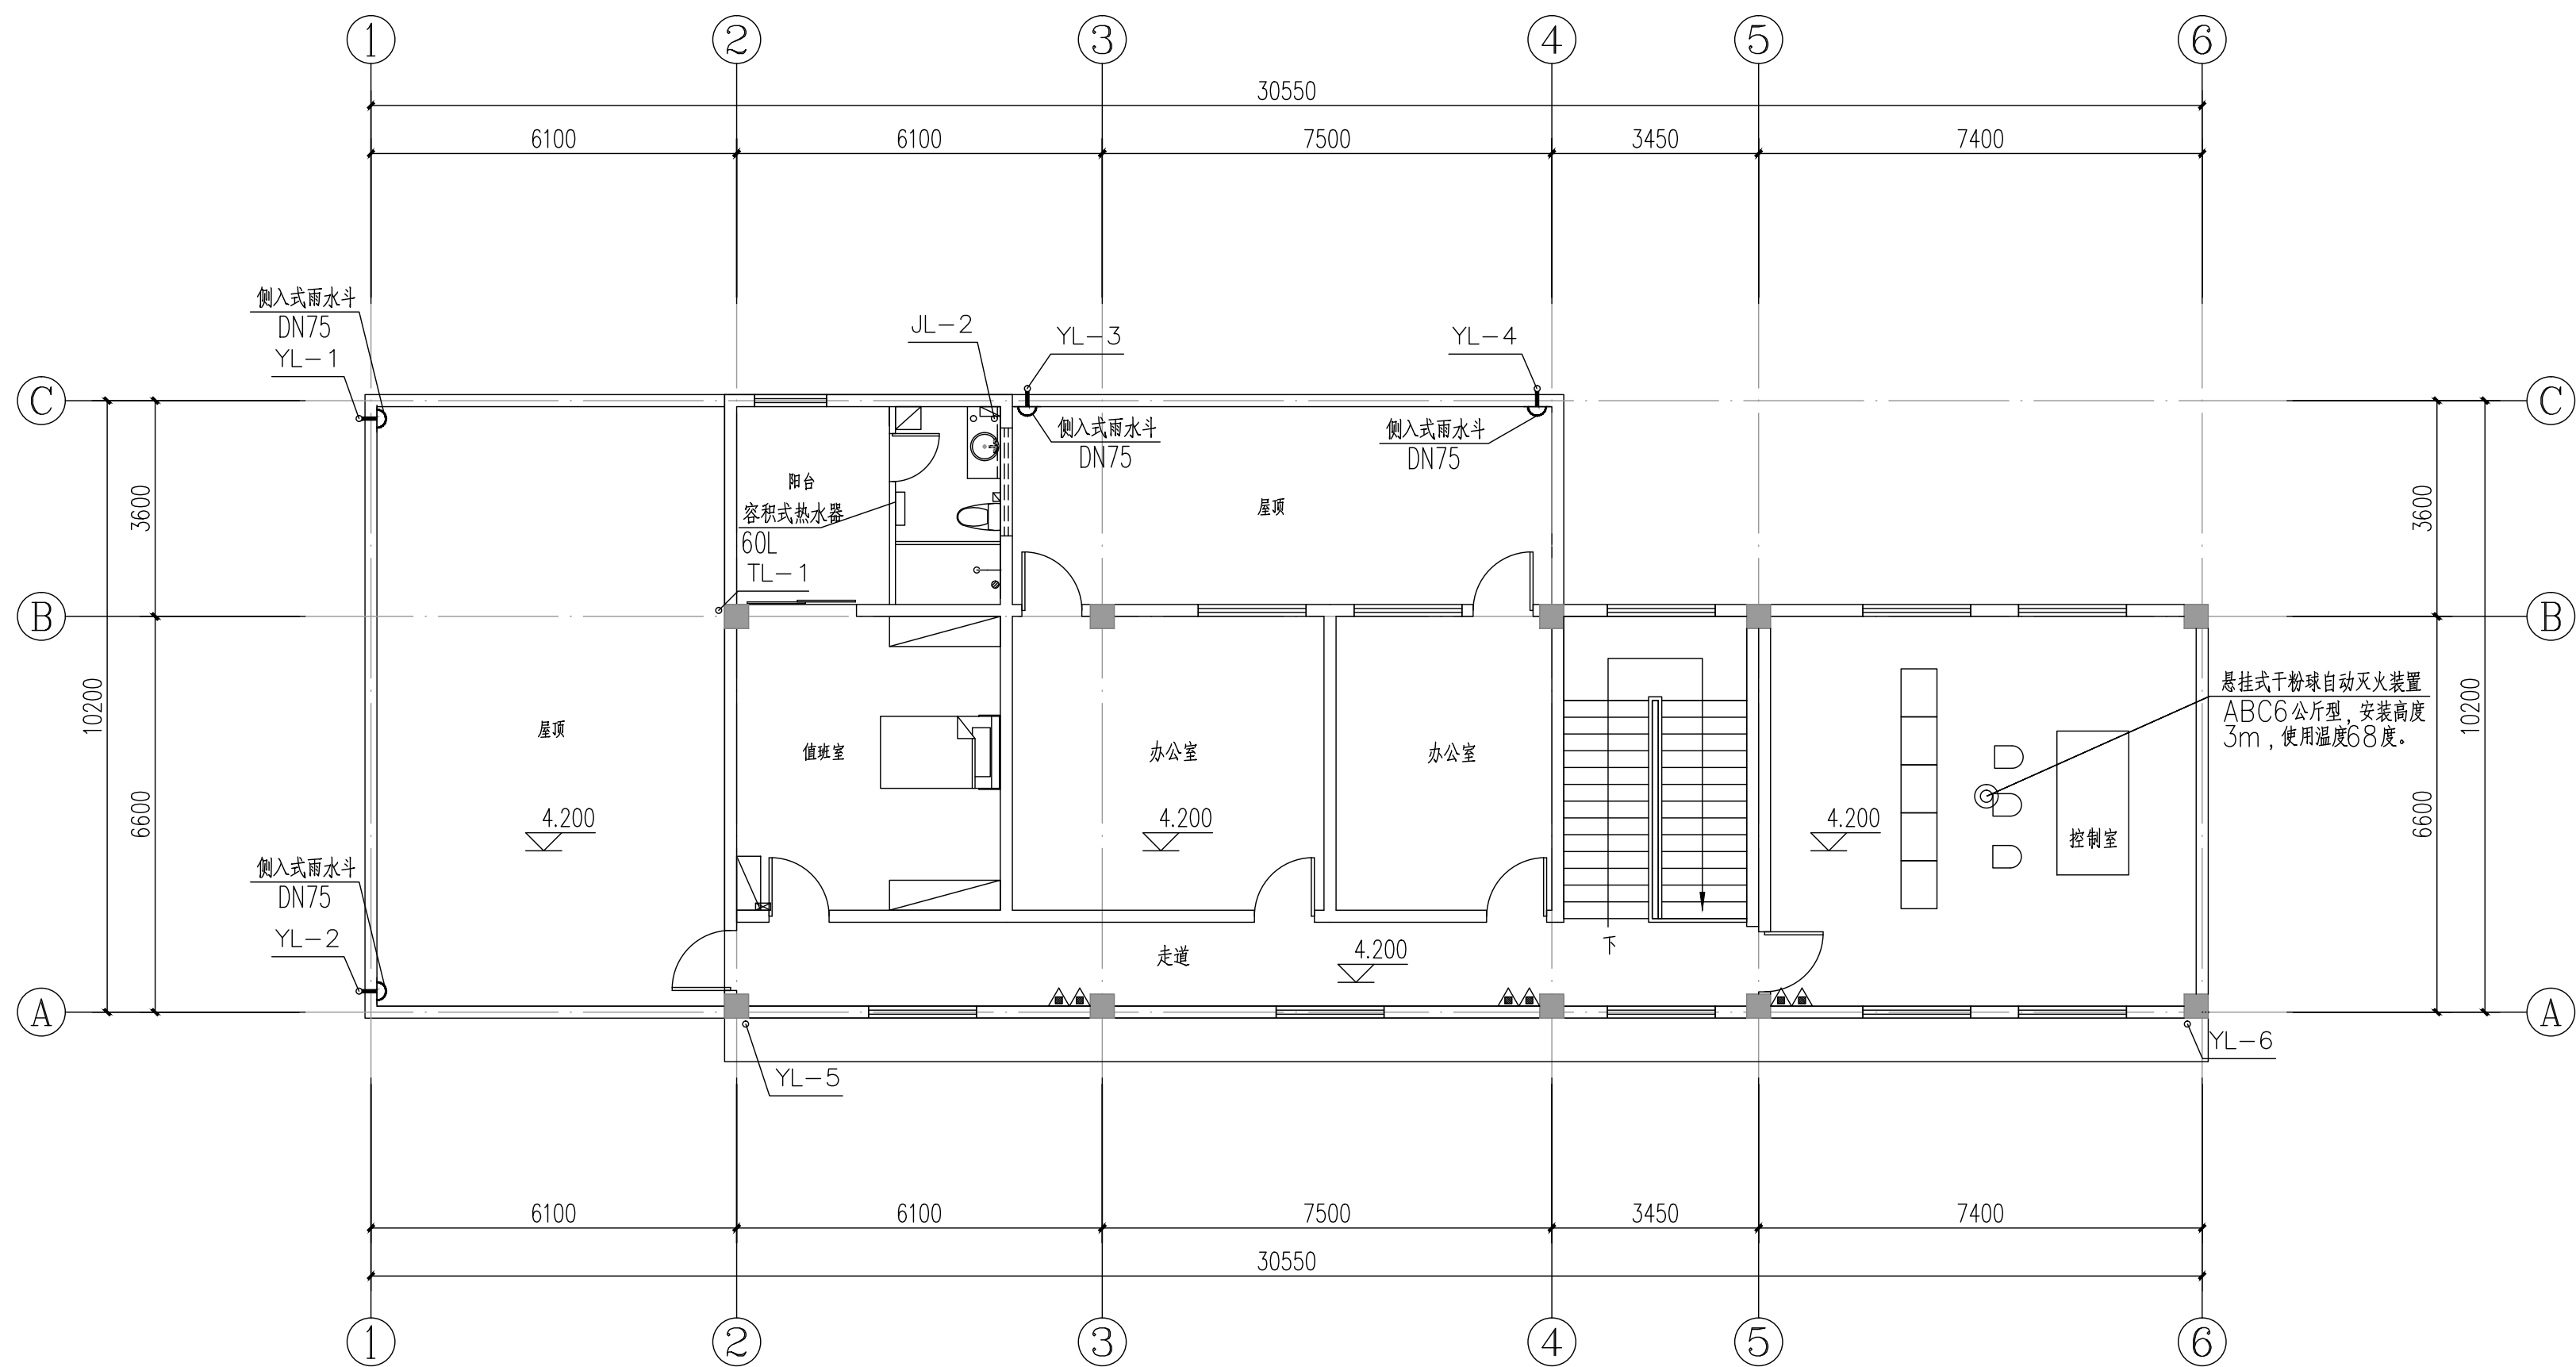 1 2 3 4 5 6
30550
6100 6100 7500 3450 7400
侧入式雨水斗
DN75
YL-1
JL-2
YL-3
YL-4
C
C
侧入式雨水斗
DN75
侧入式雨水斗
DN75
3600
3600
阳台
容积式热水器
60L
TL-1
屋顶
B
B
10200
10200
悬挂式干粉球自动灭火装置
ABC6公斤型,安装高度
3m,使用温度68度。
屋顶
值班室
办公室
办公室
6600
6600
4.200
4.200
4.200
控制室
侧入式雨水斗
DN75
YL-2
走道
4.200
下
A
A
YL-5
YL-6
6100 6100 7500 3450 7400
30550
1 2 3 4 5 6